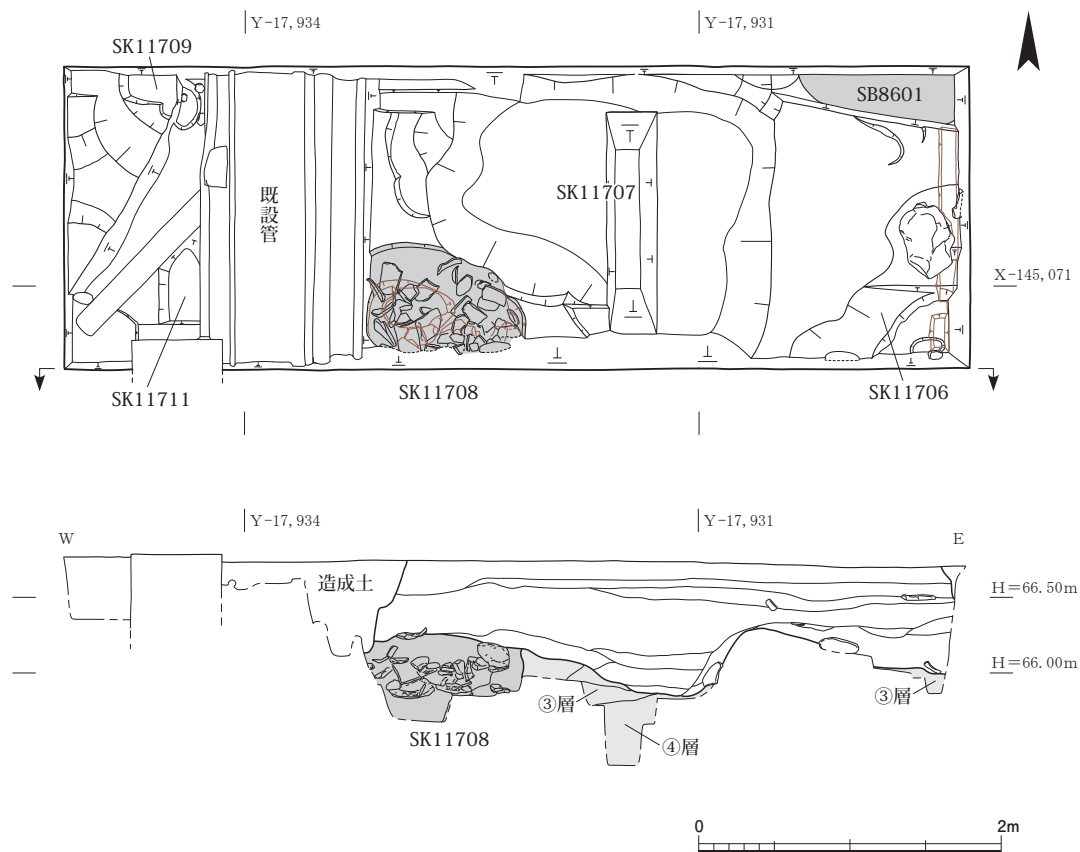 Y-17,934
Y-17,931
SK11709
SB8601
既設管
SK11707
X-145,071
SK11711
SK11708
SK11706
Y-17,934
Y-17,931
W
E
造成土
H=66.50m
H=66.00m
③層
③層
SK11708
④層
0
2m